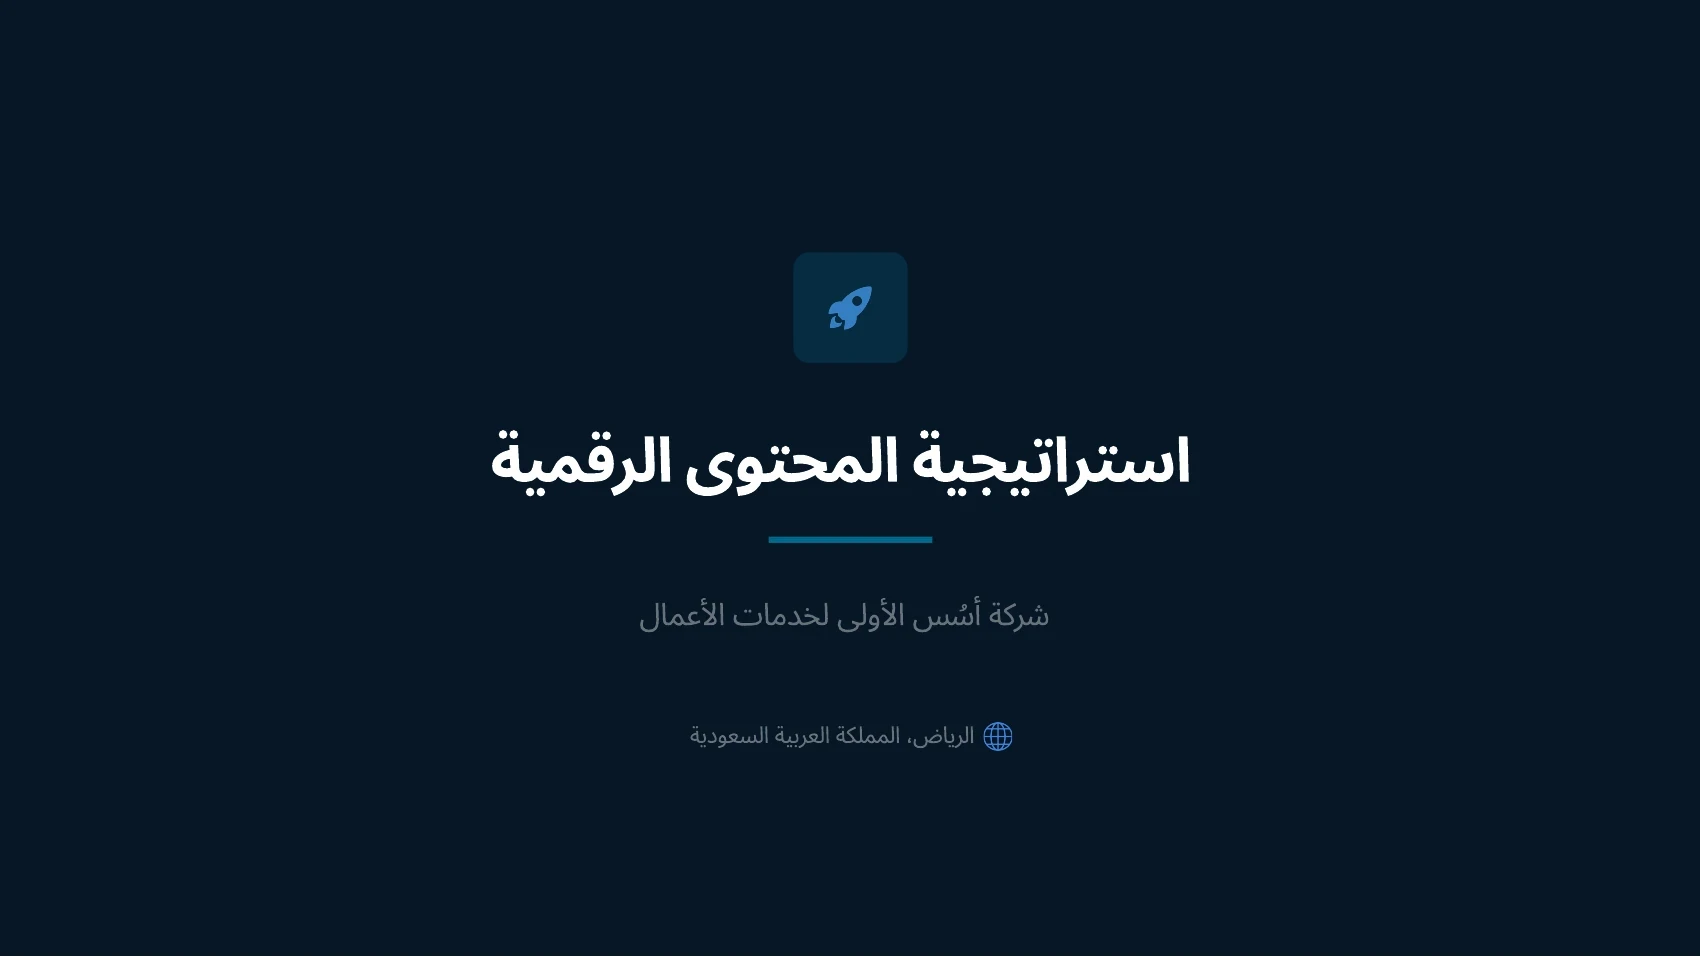 استراتيجية المحتوى الرقمية
شركة أسُس الأولى لخدمات الأعمال
الرياض، المملكة العربية السعودية